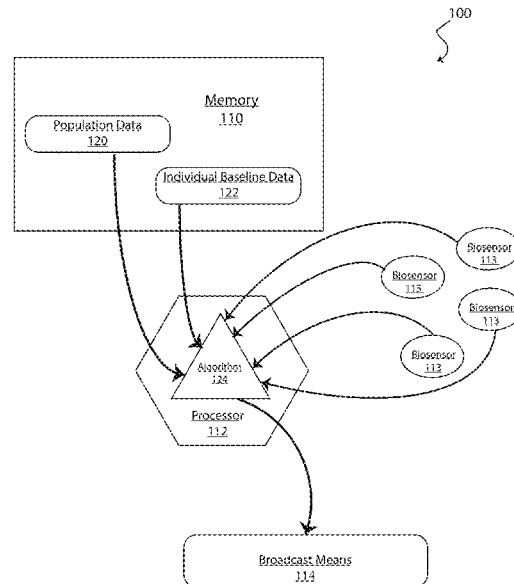 100
Memory
110
Population Data
120
Individual Baseline Data
122
Biosensor
113
Biosensor
113
Biosensor
113
Biosensor
113
Algorithm
124
Processor
112
Broadcast Means
114